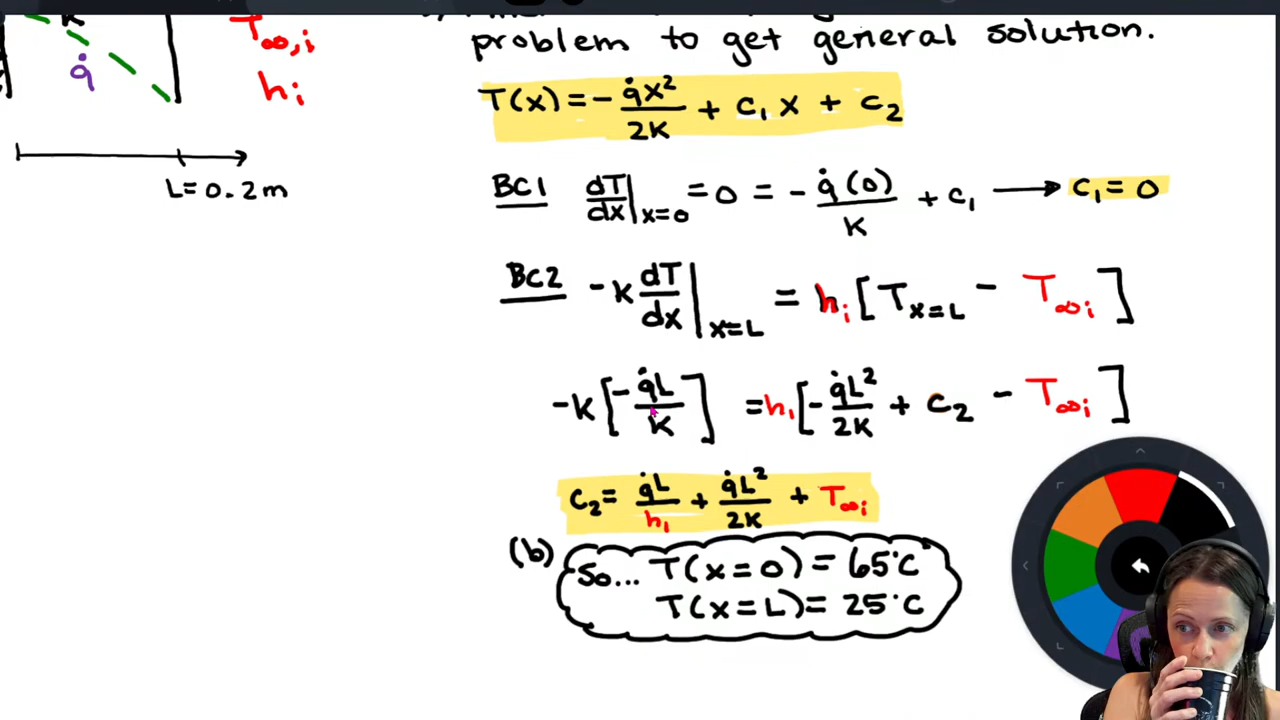 K
q̇
T∞,i
hi
L=0.2m
problem to get general solution.
T(x) = - q̇x²/2K + C₁ x + C₂
BC1 dT/dx|x=0 = 0 = - q̇(0)/K + C₁ → C₁ = 0
BC2 -K dT/dx|x=L = hi [Tx=L - T∞i]
-K[-q̇L/K] = h₁[-q̇L²/2K + C₂ - T∞i]
C₂ = q̇L/h₁ + q̇L²/2K + T∞i
(b) So... T(x=0) = 65°C
T(x=L) = 25°C